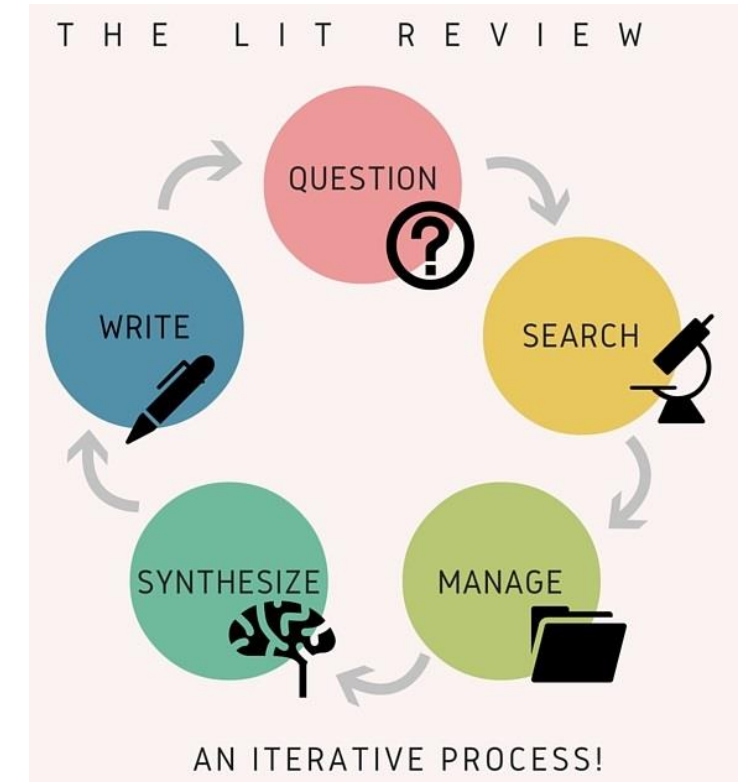 THE LIT REVIEW
QUESTION
?
SEARCH
MANAGE
SYNTHESIZE
WRITE
AN ITERATIVE PROCESS!